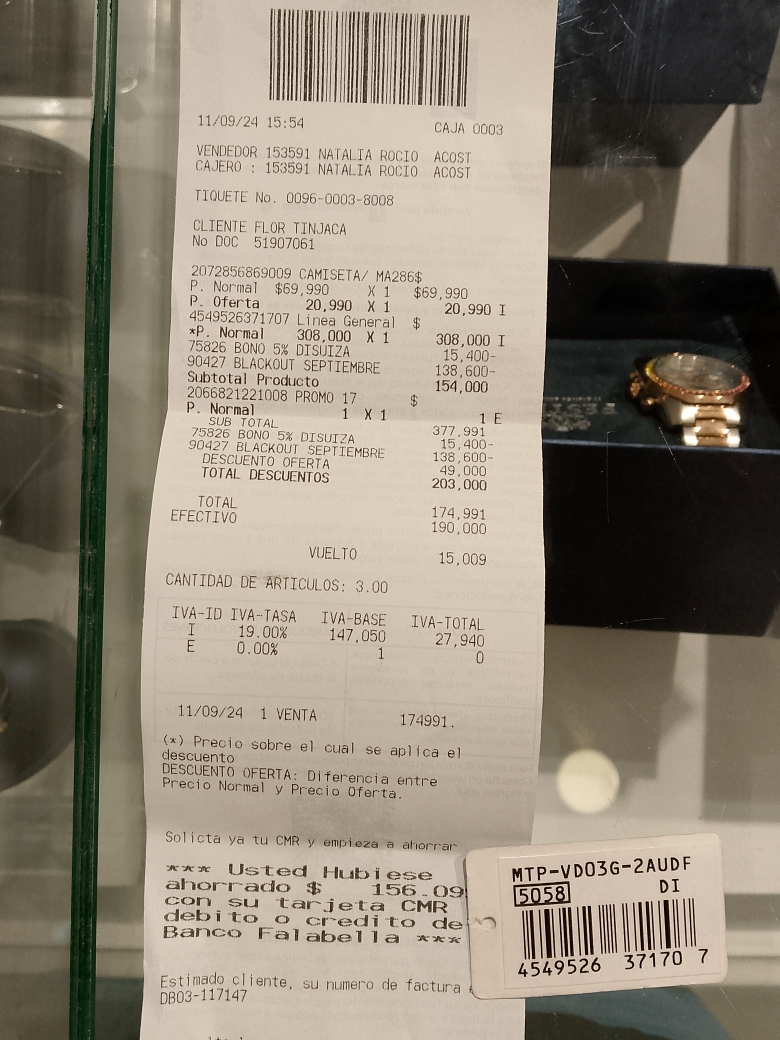 11/09/24 15:54 CAJA 0003
VENDEDOR 153591 NATALIA ROCIO ACOST
CAJERO : 153591 NATALIA ROCIO ACOST
TIQUETE No. 0096-0003-8008
CLIENTE FLOR TINJACA
No DOC 51907061
2072856869009 CAMISETA/ MA286$
P. Normal $69,990 X 1 $69,990
P. Oferta 20,990 X 1 20,990 I
4549526371707 Linea General $
*P. Normal 308,000 X 1 308,000 I
75826 BONO 5% DISUIZA 15,400-
90427 BLACKOUT SEPTIEMBRE 138,600-
Subtotal Producto 154,000
2066821221008 PROMO 17 $
P. Normal 1 X 1 1 E
SUB TOTAL 377,991
75826 BONO 5% DISUIZA 15,400-
90427 BLACKOUT SEPTIEMBRE 138,600-
DESCUENTO OFERTA 49,000
TOTAL DESCUENTOS 203,000
TOTAL 174,991
EFECTIVO 190,000
VUELTO 15,009
CANTIDAD DE ARTICULOS: 3.00
IVA-ID IVA-TASA IVA-BASE IVA-TOTAL
I 19.00% 147,050 27,940
E 0.00% 1 0
11/09/24 1 VENTA 174991.
(*) Precio sobre el cual se aplica el
descuento
DESCUENTO OFERTA: Diferencia entre
Precio Normal y Precio Oferta.
Solicta ya tu CMR y empieza a ahorrar
*** Usted Hubiese
ahorrado $ 156.09
con su tarjeta CMR
debito o credito de
Banco Falabella ***
Estimado cliente, su numero de factura
DB03-117147
MTP-VD03G-2AUDF
5058 DI
4549526 37170 7